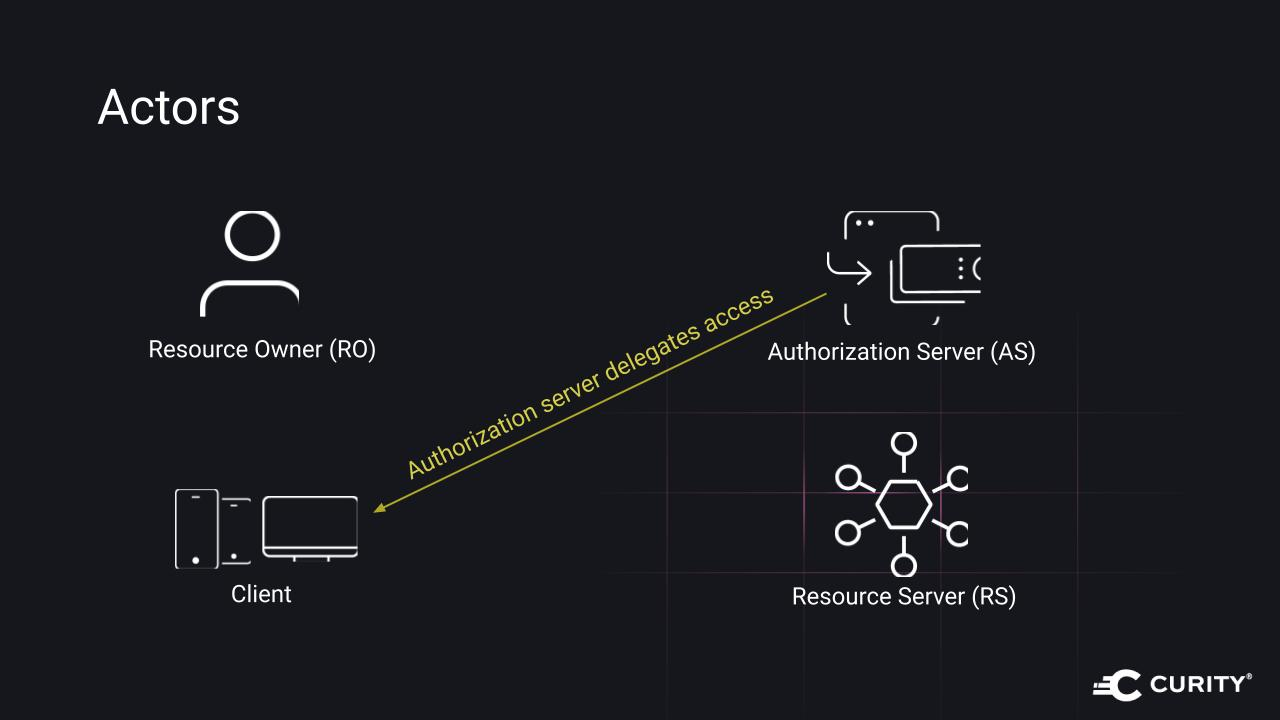 Actors
Resource Owner (RO)
Authorization Server (AS)
Authorization server delegates access
Client
Resource Server (RS)
CURITY®